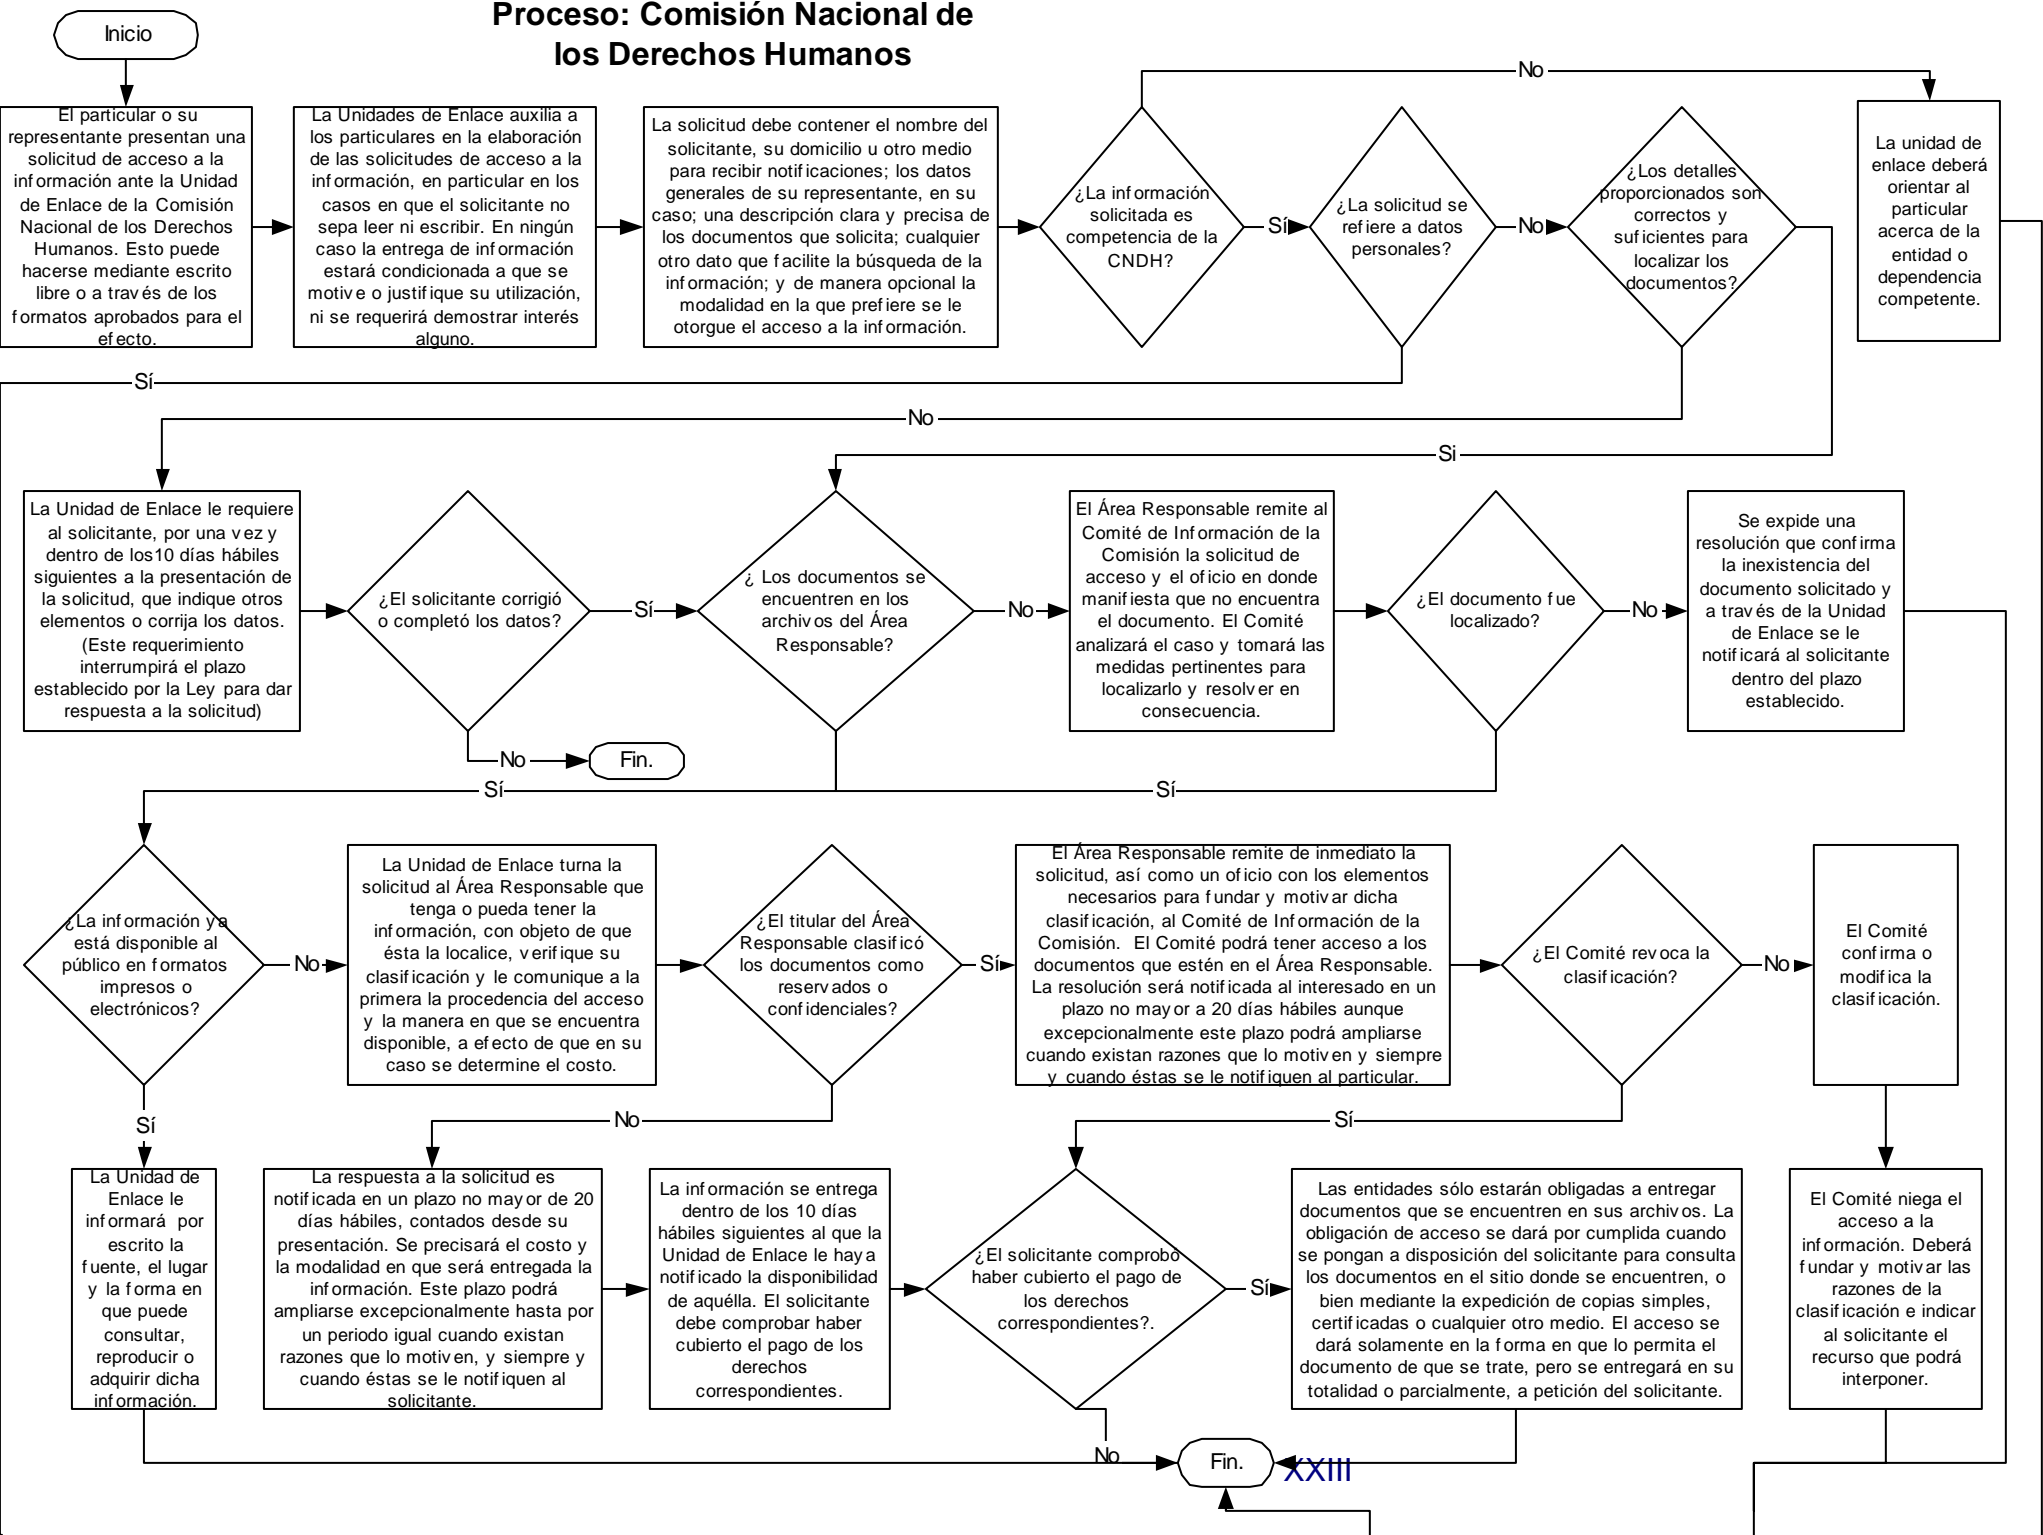 Proceso: Comisión Nacional de
los Derechos Humanos
Inicio
El particular o su
representante presentan una
solicitud de acceso a la
información ante la Unidad
de Enlace de la Comisión
Nacional de los Derechos
Humanos. Esto puede
hacerse mediante escrito
libre o a través de los
formatos aprobados para el
efecto.
La Unidades de Enlace auxilia a
los particulares en la elaboración
de las solicitudes de acceso a la
información, en particular en los
casos en que el solicitante no
sepa leer ni escribir. En ningún
caso la entrega de información
estará condicionada a que se
motive o justifique su utilización,
ni se requerirá demostrar interés
alguno.
La solicitud debe contener el nombre del
solicitante, su domicilio u otro medio
para recibir notificaciones; los datos
generales de su representante, en su
caso; una descripción clara y precisa de
los documentos que solicita; cualquier
otro dato que facilite la búsqueda de la
información; y de manera opcional la
modalidad en la que prefiere se le
otorgue el acceso a la información.
¿La información
solicitada es
competencia de la
CNDH?
No
Sí
¿La solicitud se
refiere a datos
personales?
No
¿Los detalles
proporcionados son
correctos y
suficientes para
localizar los
documentos?
La unidad de
enlace deberá
orientar al
particular
acerca de la
entidad o
dependencia
competente.
Sí
No
Si
La Unidad de Enlace le requiere
al solicitante, por una vez y
dentro de los10 días hábiles
siguientes a la presentación de
la solicitud, que indique otros
elementos o corrija los datos.
(Este requerimiento
interrumpirá el plazo
establecido por la Ley para dar
respuesta a la solicitud)
¿El solicitante corrigió
o completó los datos?
Sí
¿ Los documentos se
encuentren en los
archivos del Área
Responsable?
No
El Área Responsable remite al
Comité de Información de la
Comisión la solicitud de
acceso y el oficio en donde
manifiesta que no encuentra
el documento. El Comité
analizará el caso y tomará las
medidas pertinentes para
localizarlo y resolver en
consecuencia.
¿El documento fue
localizado?
No
Se expide una
resolución que confirma
la inexistencia del
documento solicitado y
a través de la Unidad
de Enlace se le
notificará al solicitante
dentro del plazo
establecido.
No
Fin.
Sí
Sí
¿La información ya
está disponible al
público en formatos
impresos o
electrónicos?
No
La Unidad de Enlace turna la
solicitud al Área Responsable que
tenga o pueda tener la
información, con objeto de que
ésta la localice, verifique su
clasificación y le comunique a la
primera la procedencia del acceso
y la manera en que se encuentra
disponible, a efecto de que en su
caso se determine el costo.
¿El titular del Área
Responsable clasificó
los documentos como
reservados o
confidenciales?
Sí
El Área Responsable remite de inmediato la
solicitud, así como un oficio con los elementos
necesarios para fundar y motivar dicha
clasificación, al Comité de Información de la
Comisión. El Comité podrá tener acceso a los
documentos que estén en el Área Responsable.
La resolución será notificada al interesado en un
plazo no mayor a 20 días hábiles aunque
excepcionalmente este plazo podrá ampliarse
cuando existan razones que lo motiven y siempre
y cuando éstas se le notifiquen al particular.
¿El Comité revoca la
clasificación?
No
El Comité
confirma o
modifica la
clasificación.
Sí
No
Sí
La Unidad de
Enlace le
informará por
escrito la
fuente, el lugar
y la forma en
que puede
consultar,
reproducir o
adquirir dicha
información.
La respuesta a la solicitud es
notificada en un plazo no mayor de 20
días hábiles, contados desde su
presentación. Se precisará el costo y
la modalidad en que será entregada la
información. Este plazo podrá
ampliarse excepcionalmente hasta por
un periodo igual cuando existan
razones que lo motiven, y siempre y
cuando éstas se le notifiquen al
solicitante.
La información se entrega
dentro de los 10 días
hábiles siguientes al que la
Unidad de Enlace le haya
notificado la disponibilidad
de aquélla. El solicitante
debe comprobar haber
cubierto el pago de los
derechos
correspondientes.
¿El solicitante comprobó
haber cubierto el pago de
los derechos
correspondientes?.
Sí
Las entidades sólo estarán obligadas a entregar
documentos que se encuentren en sus archivos. La
obligación de acceso se dará por cumplida cuando
se pongan a disposición del solicitante para consulta
los documentos en el sitio donde se encuentren, o
bien mediante la expedición de copias simples,
certificadas o cualquier otro medio. El acceso se
dará solamente en la forma en que lo permita el
documento de que se trate, pero se entregará en su
totalidad o parcialmente, a petición del solicitante.
El Comité niega el
acceso a la
información. Deberá
fundar y motivar las
razones de la
clasificación e indicar
al solicitante el
recurso que podrá
interponer.
No
Fin.
XXIII